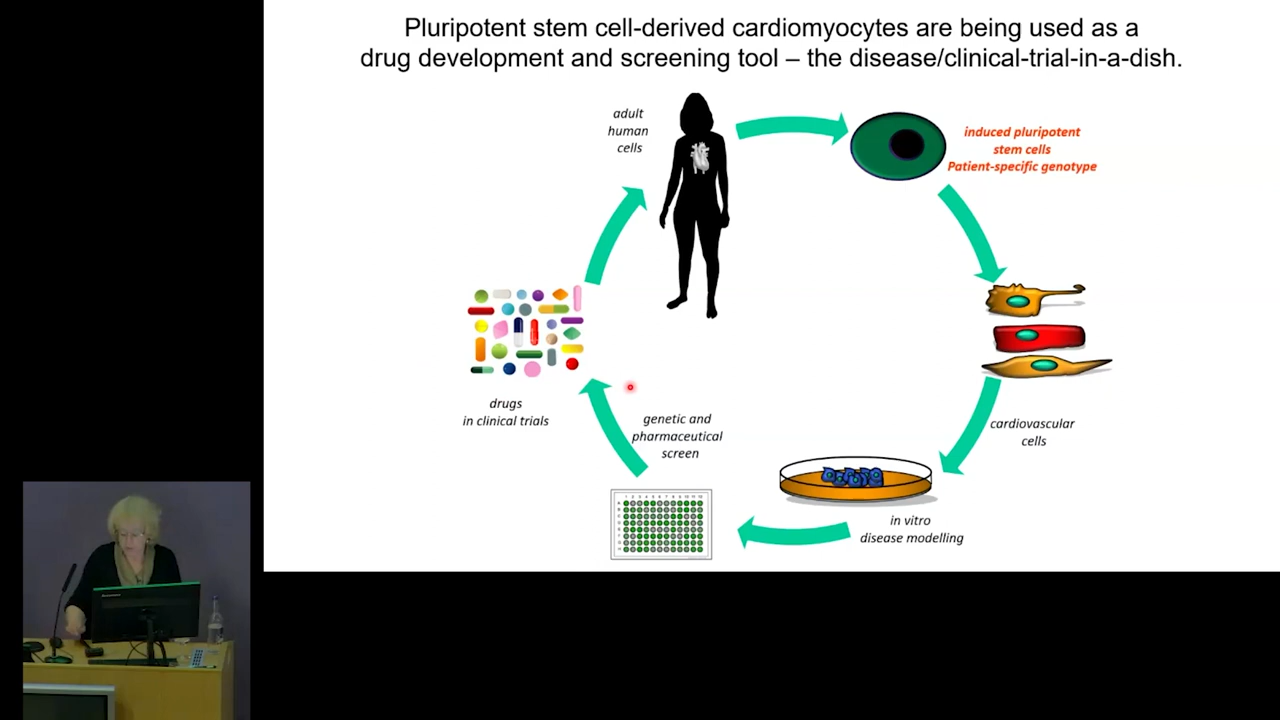 Pluripotent stem cell-derived cardiomyocytes are being used as a
drug development and screening tool – the disease/clinical-trial-in-a-dish.
adult
human
cells
induced pluripotent
stem cells
Patient-specific genotype
cardiovascular
cells
in vitro
disease modelling
genetic and
pharmaceutical
screen
drugs
in clinical trials